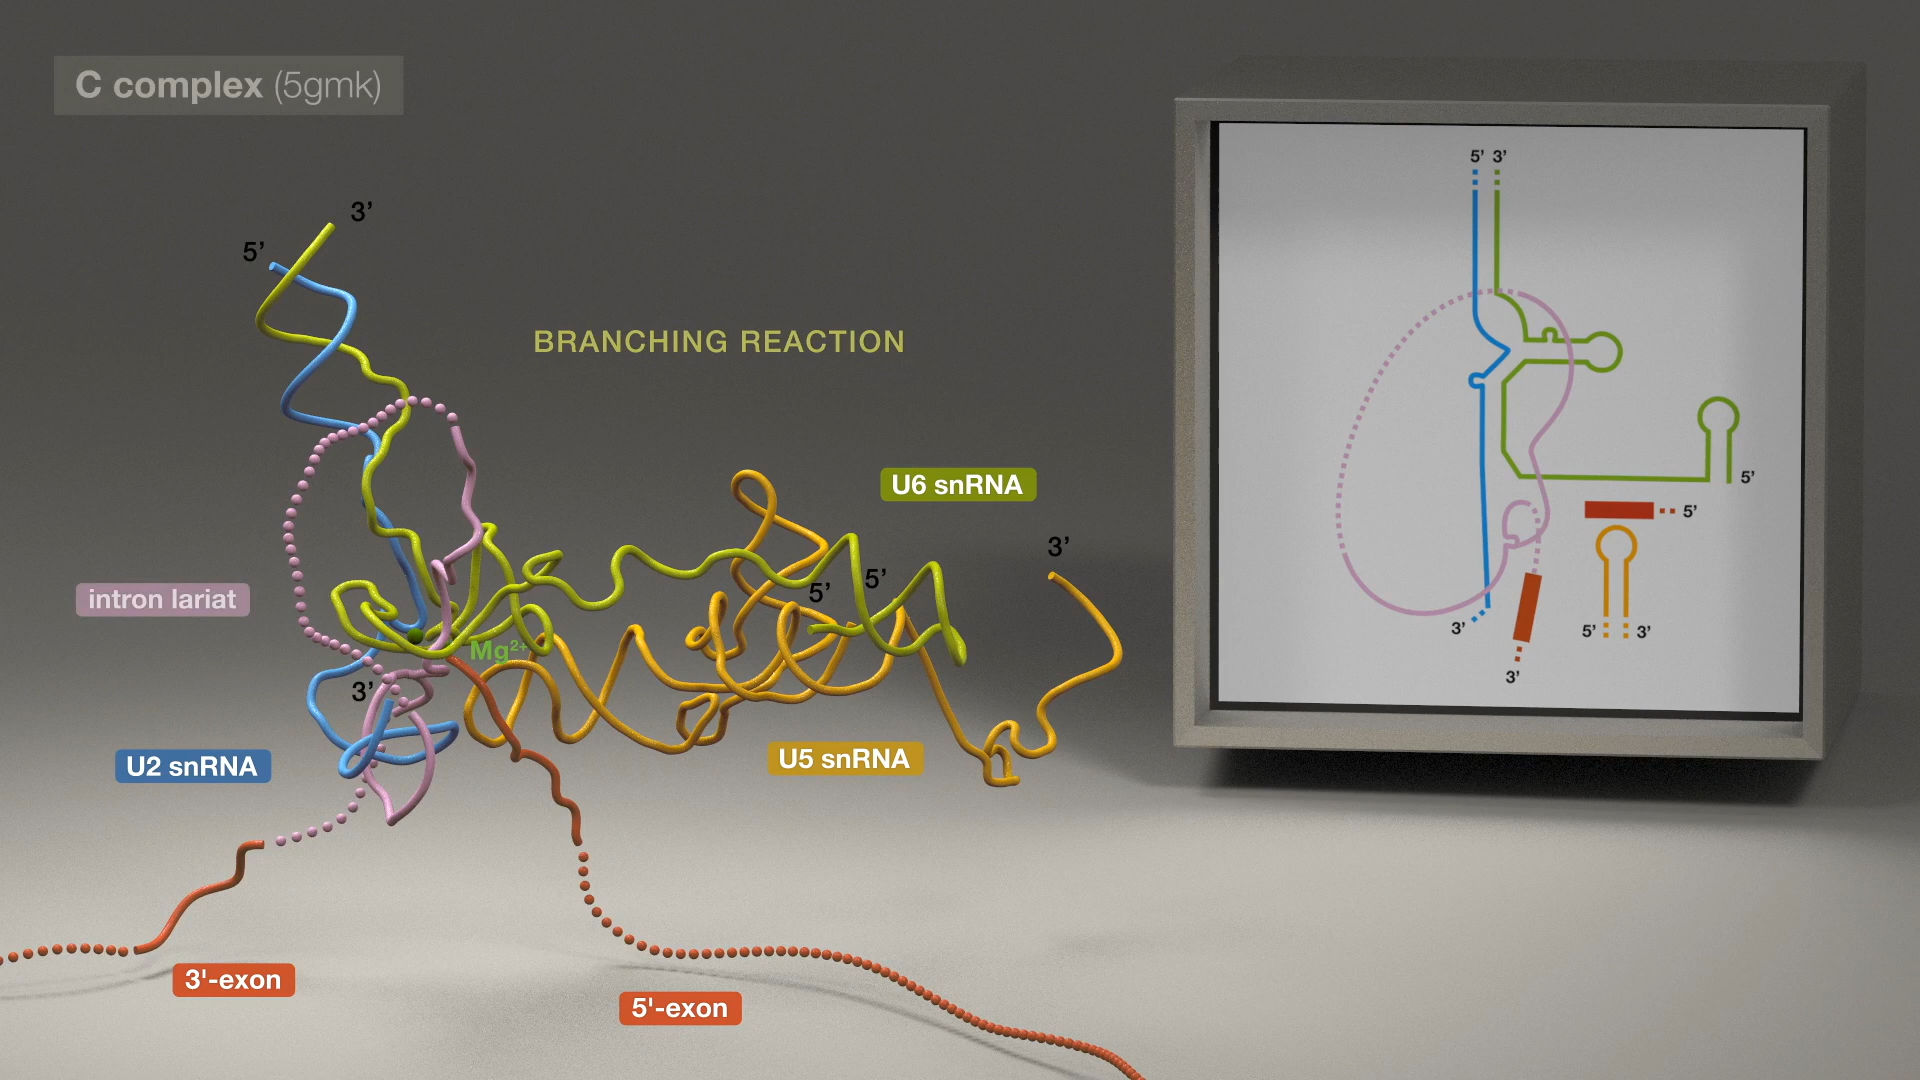 C complex (5gmk)
3’
5’
BRANCHING REACTION
U6 snRNA
3’
5’
5’
intron lariat
Mg²⁺
3’
U2 snRNA
U5 snRNA
3'-exon
5'-exon
5’ 3’
5’
5’
3’
5’ 3’
3’